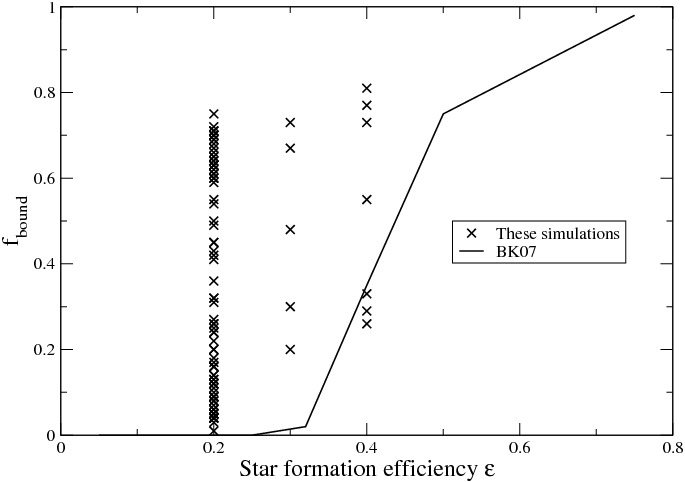 1
0.8
0.6
0.4
0.2
0
f_bound
These simulations
BK07
0 0.2 0.4 0.6 0.8
Star formation efficiency ε